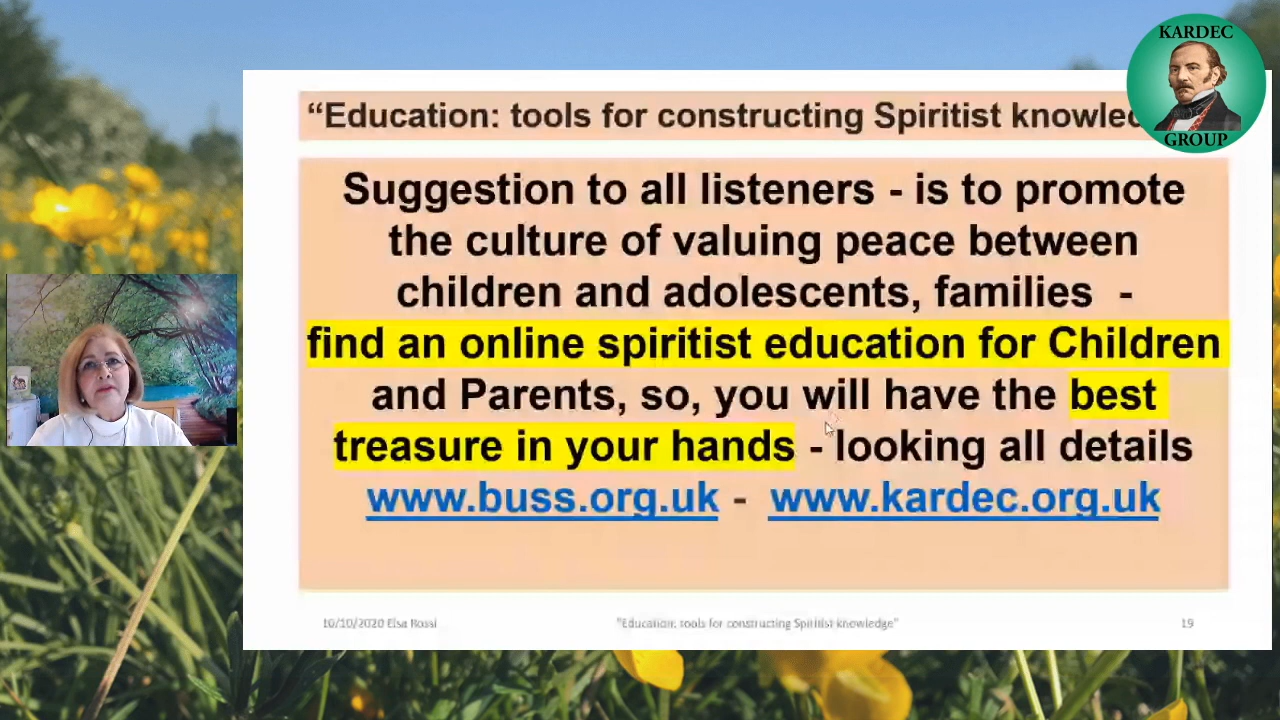 KARDEC
GROUP
“Education: tools for constructing Spiritist knowled
Suggestion to all listeners - is to promote
the culture of valuing peace between
children and adolescents, families -
find an online spiritist education for Children
and Parents, so, you will have the best
treasure in your hands - looking all details
www.buss.org.uk - www.kardec.org.uk
10/10/2020 Elsa Rossi
"Education: tools for constructing Spiritist knowledge"
19